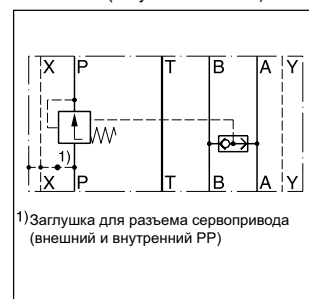 X P T B A Y
1)
X P T B A Y
1) Заглушка для разъема сервопривода
(внешний и внутренний PP)